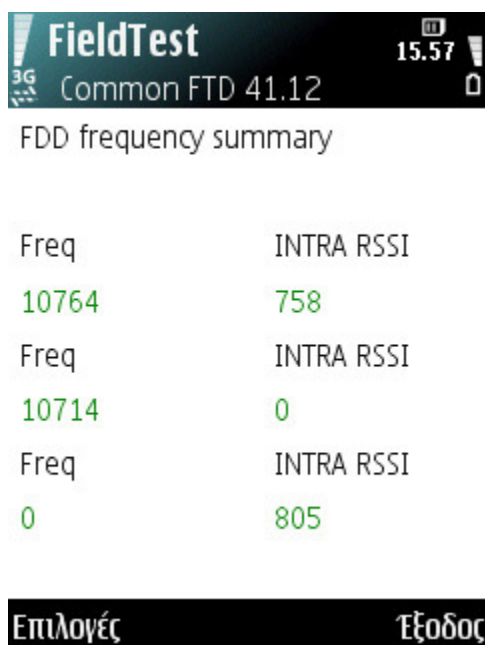 FieldTest
15.57
3G
Common FTD 41.12
FDD frequency summary
Freq INTRA RSSI
10764 758
Freq INTRA RSSI
10714 0
Freq INTRA RSSI
0 805
Επιλογές Έξοδος